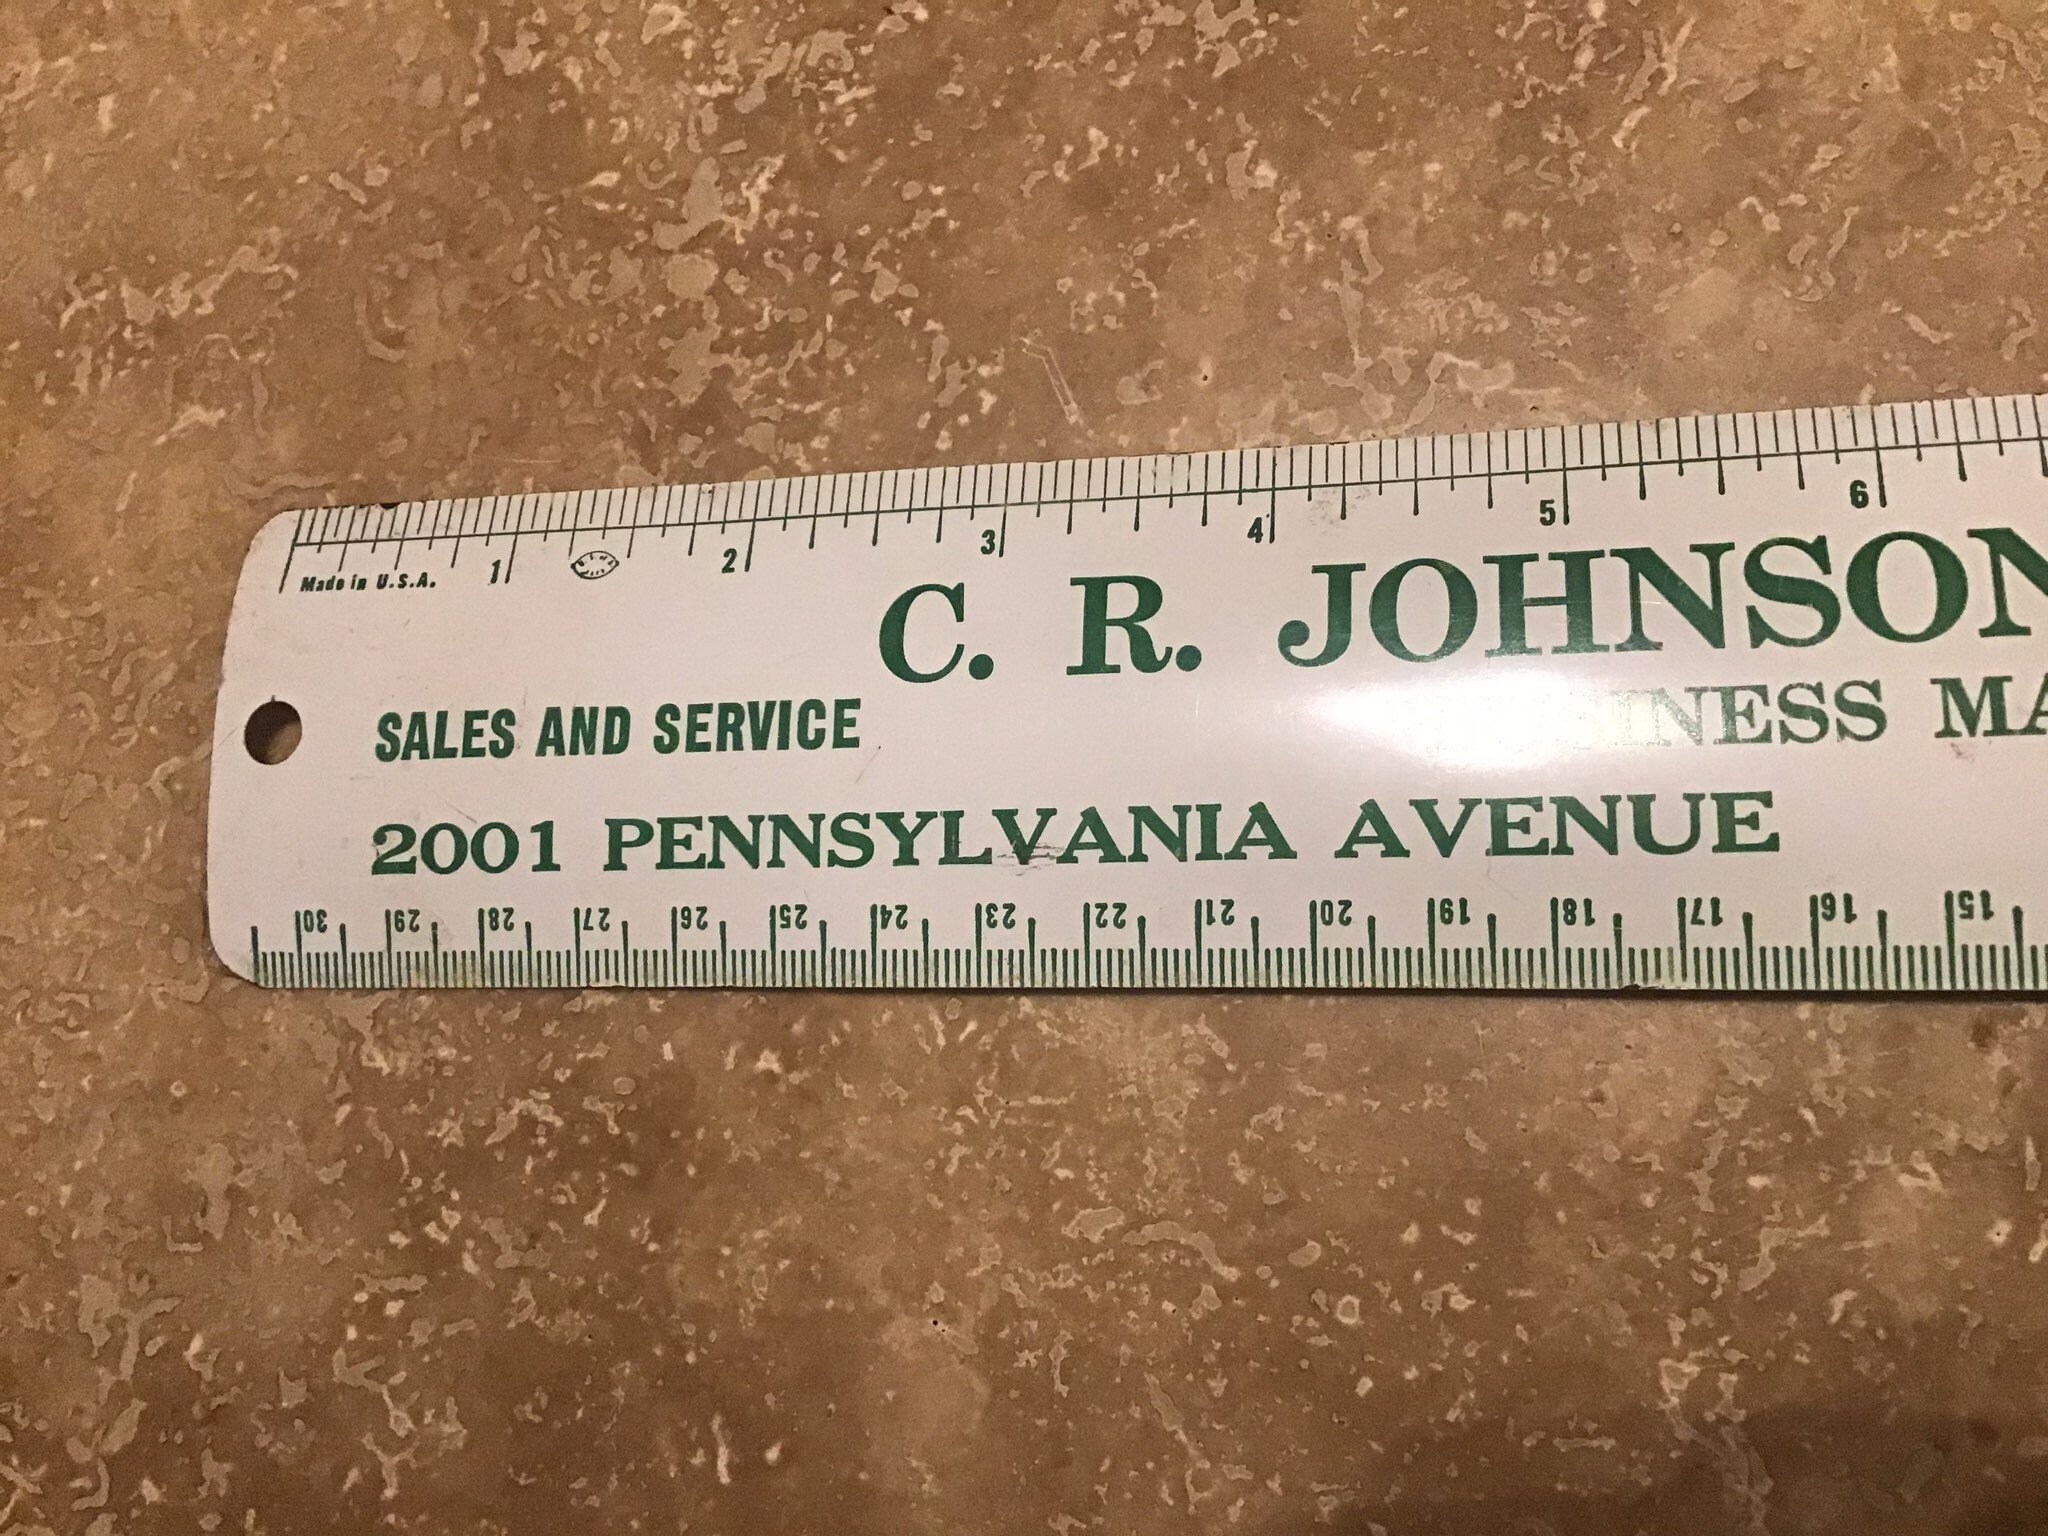 1 2 3 4 5 6
Made in U.S.A.
C. R. JOHNSON
SALES AND SERVICE
2001 PENNSYLVANIA AVENUE
30 29 28 27 26 25 24 23 22 21 20 19 18 17 16 15